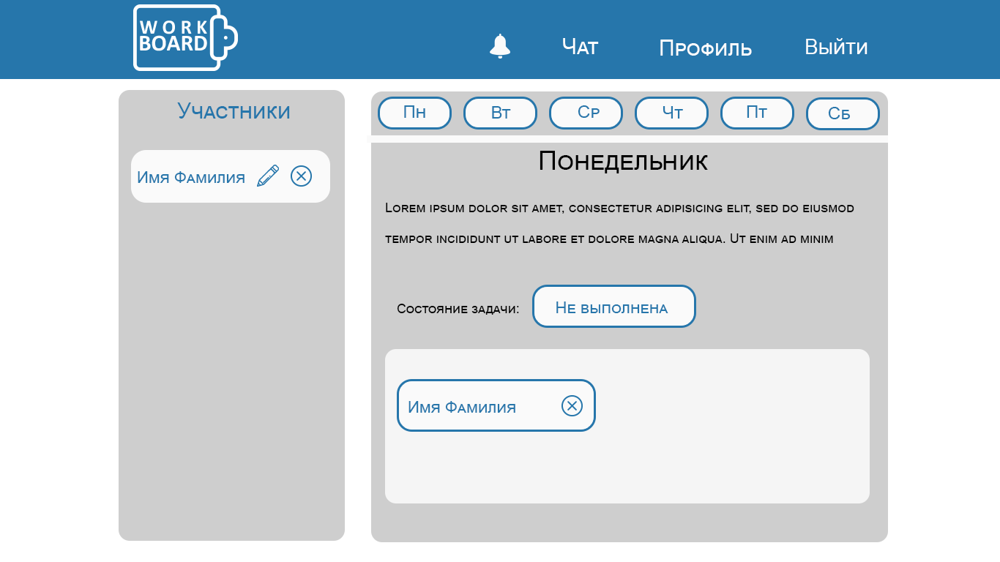 WORK
BOARD
Чат
Профиль
Выйти
Участники
Имя Фамилия
Пн
Вт
Ср
Чт
Пт
Сб
Понедельник
Lorem ipsum dolor sit amet, consectetur adipisicing elit, sed do eiusmod
tempor incididunt ut labore et dolore magna aliqua. Ut enim ad minim
Состояние задачи:
Не выполнена
Имя Фамилия